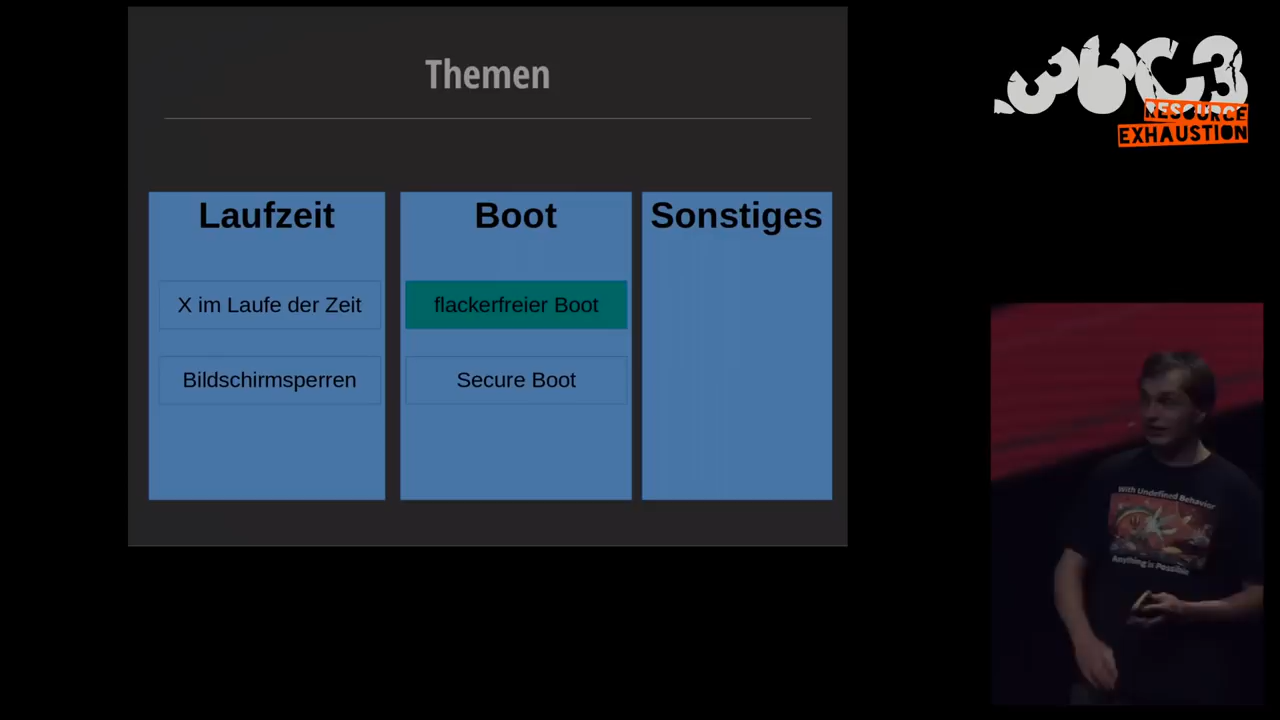 Themen
Laufzeit
X im Laufe der Zeit
Bildschirmsperren
Boot
flackerfreier Boot
Secure Boot
Sonstiges
36C3
RESOURCE
EXHAUSTION
With Undefined Behavior
Anything is Possible